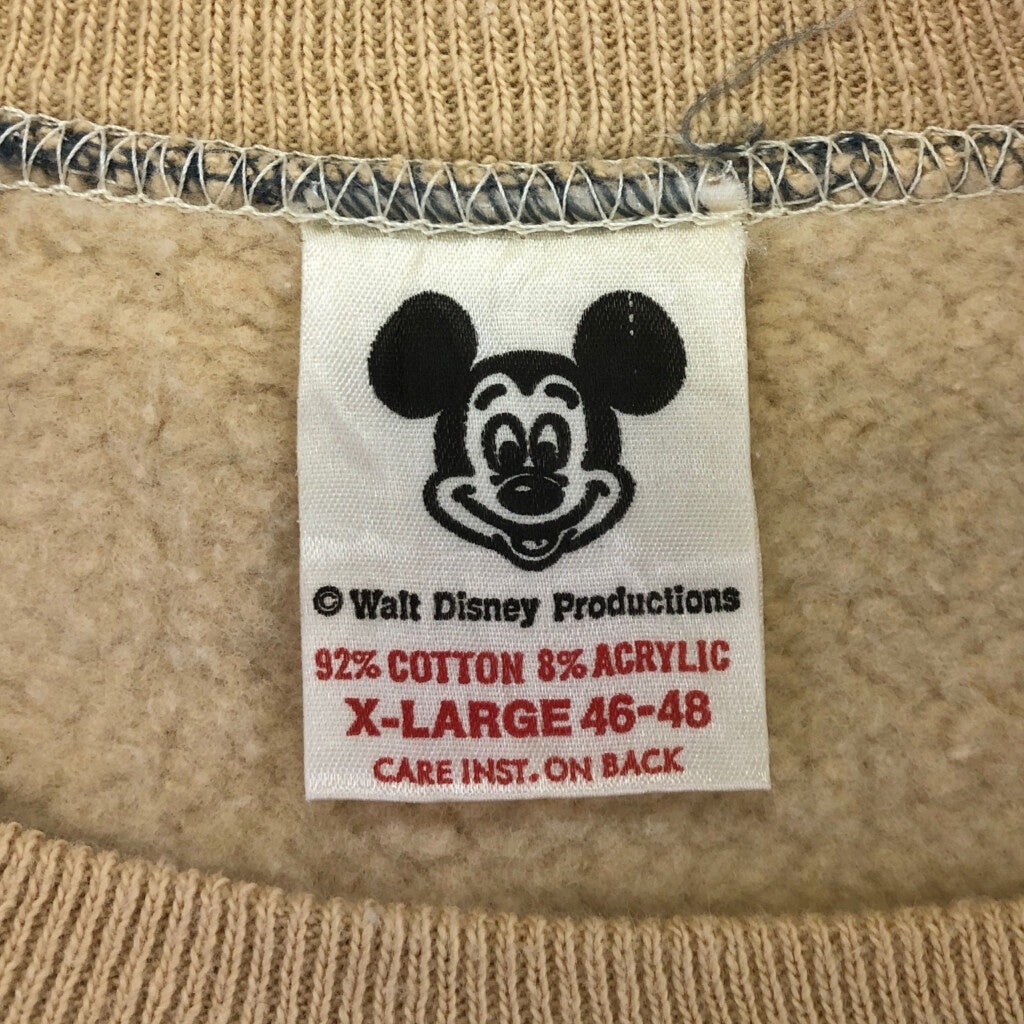 © Walt Disney Productions
92% COTTON 8% ACRYLIC
X-LARGE 46-48
CARE INST. ON BACK